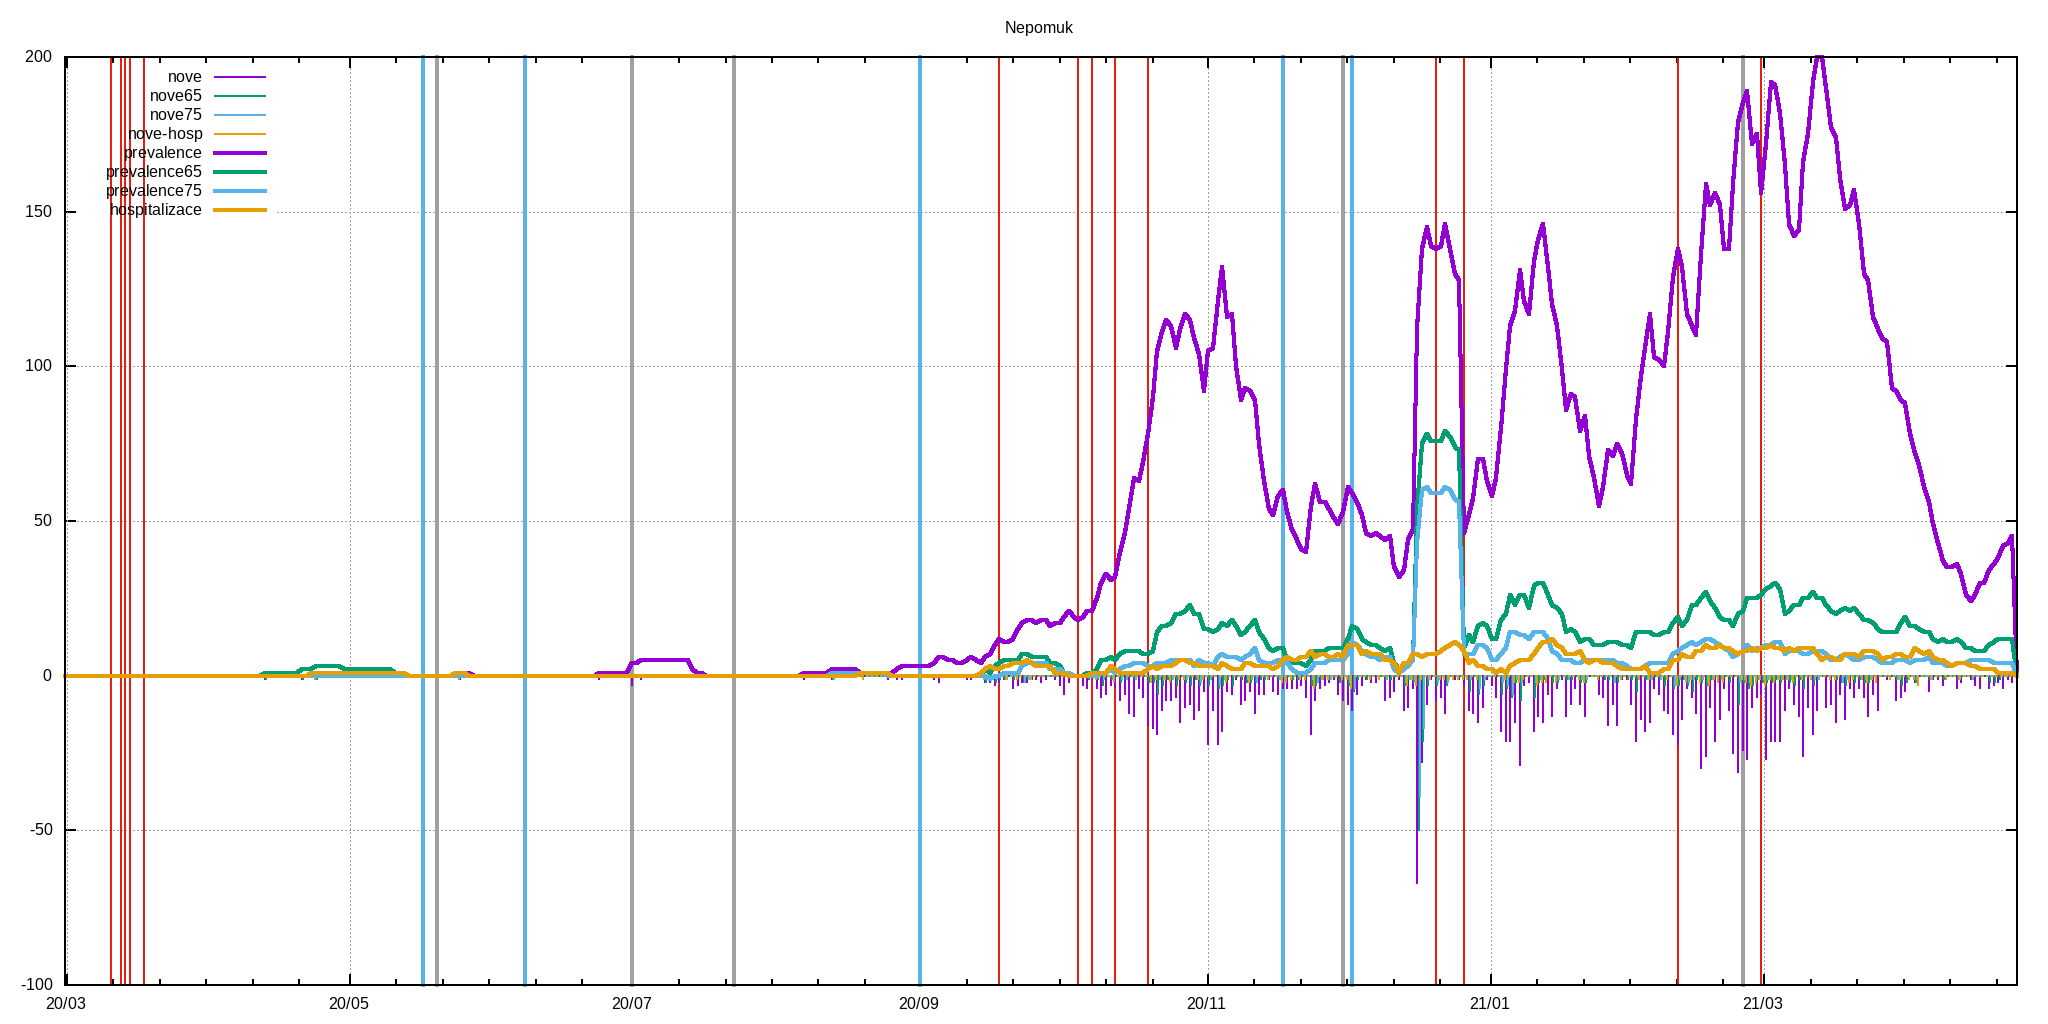 Nepomuk
200
nove
nove65
nove75
nove-hosp
prevalence
prevalence65
prevalence75
hospitalizace
150
100
50
0
-50
-100
20/03 20/05 20/07 20/09 20/11 21/01 21/03